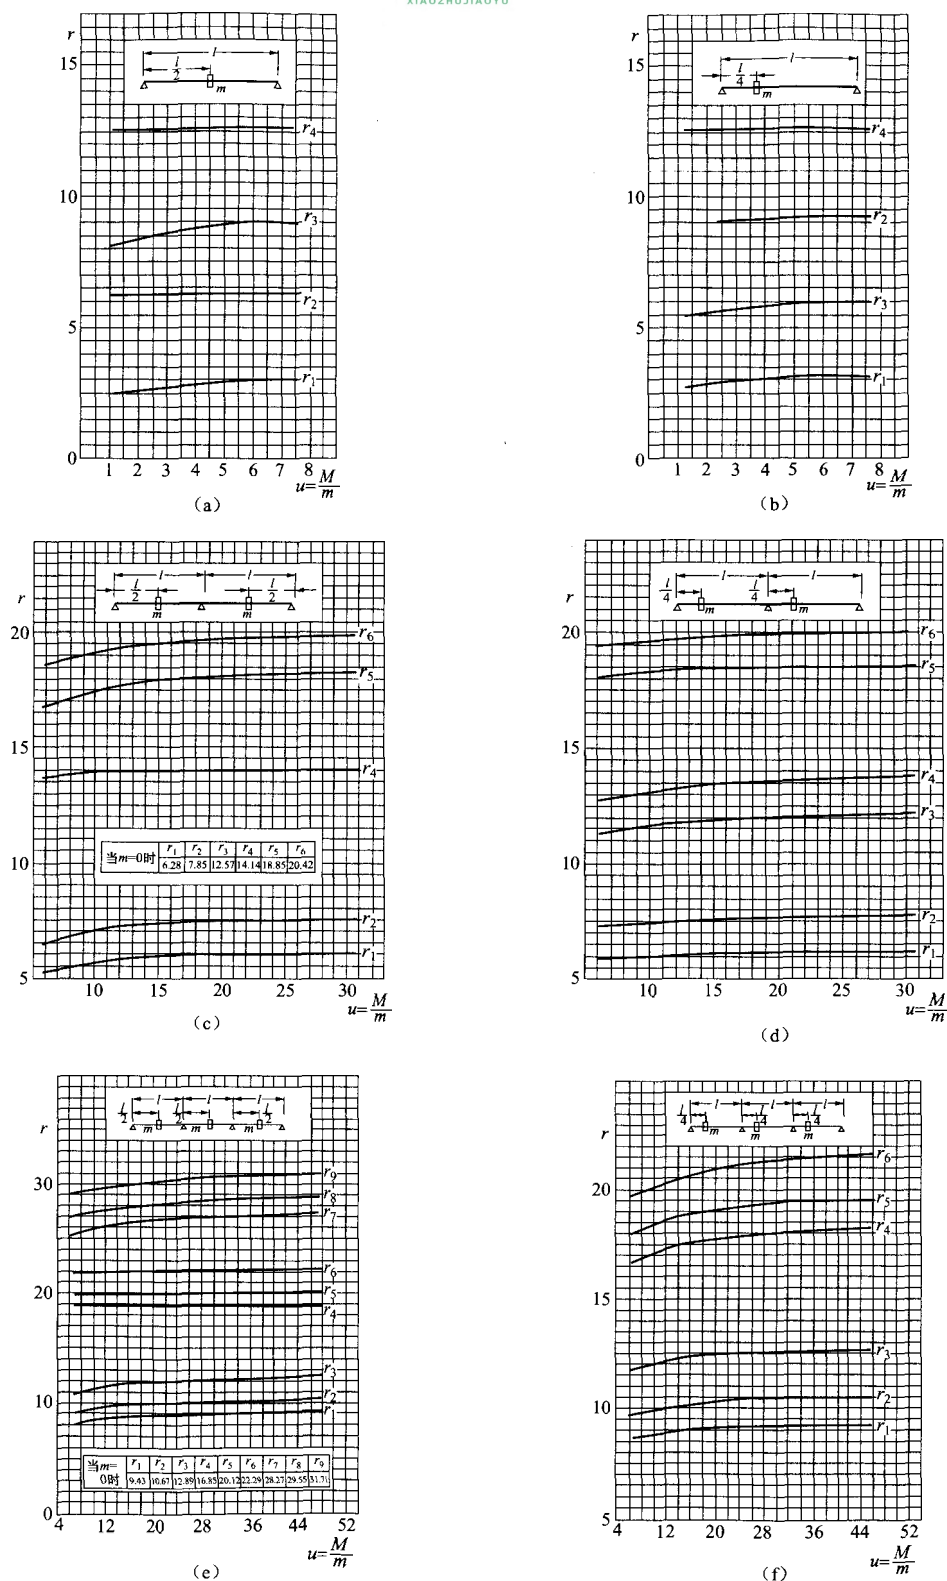 XIAOZHUJIAOYU
r
l
l/2
m
15
10
5
0
r4
r3
r2
r1
1 2 3 4 5 6 7 8
u=M/m
(a)
r
l
l/4
m
15
10
5
0
r4
r2
r3
r1
1 2 3 4 5 6 7 8
u=M/m
(b)
r
l l
l/2 l/2
m m
20
15
10
5
r6
r5
r4
当m=0时 r1 r2 r3 r4 r5 r6
6.28 7.85 12.57 14.14 18.85 20.42
r2
r1
10 15 20 25 30
u=M/m
(c)
r
l l
l/4 l/4
m m
20
15
10
5
r6
r5
r4
r3
r2
r1
10 15 20 25 30
u=M/m
(d)
r
l l l
l/2 l/2 l/2
m m m
30
20
10
0
r9
r8
r7
r6
r5
r4
r3
r2
r1
当m=0时 r1 r2 r3 r4 r5 r6 r7 r8 r9
9.43 10.67 12.89 16.85 20.12 22.29 28.27 29.55 31.71
4 12 20 28 36 44 52
u=M/m
(e)
r
l l l
l/4 l/4 l/4
m m m
20
15
10
5
r6
r5
r4
r3
r2
r1
4 12 20 28 36 44 52
u=M/m
(f)